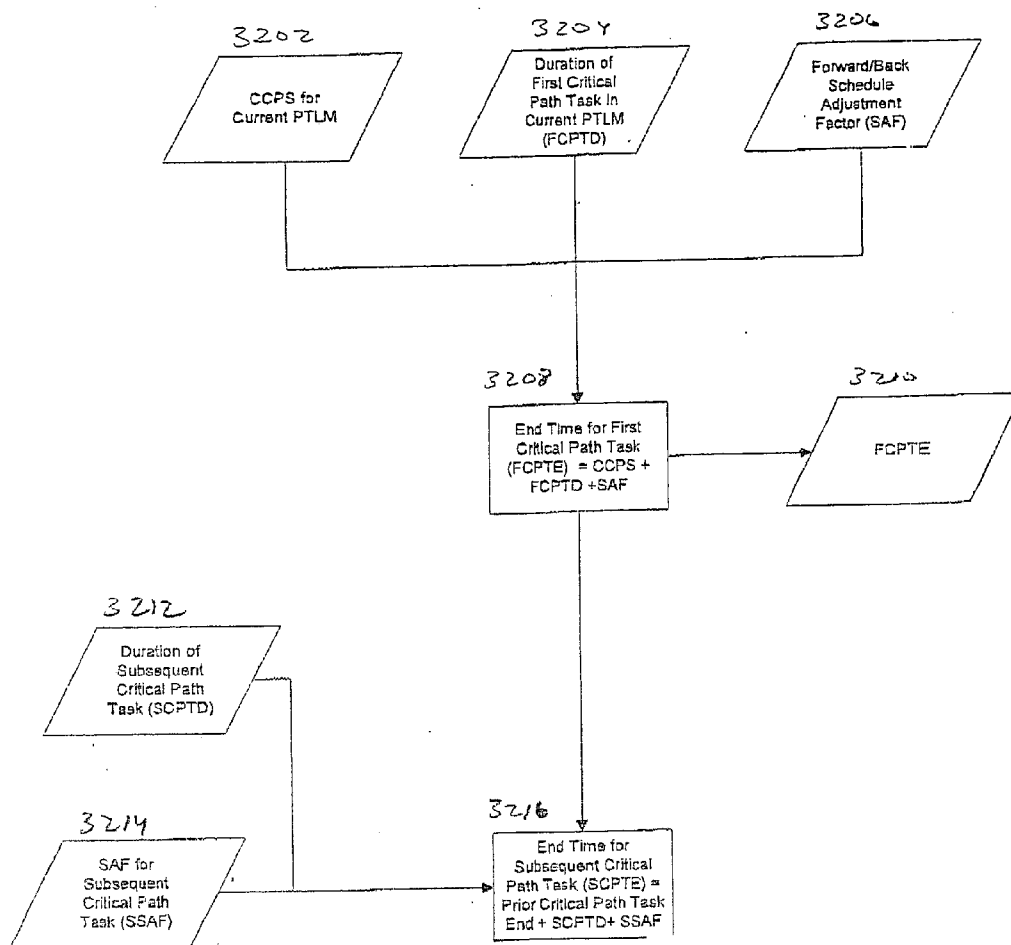 3202
CCPS for
Current PTLM
3204
Duration of
First Critical
Path Task In
Current PTLM
(FCPTD)
3206
Forward/Back
Schedule
Adjustment
Factor (SAF)
3208
End Time for First
Critical Path Task
(FCPTE) = CCPS +
FCPTD +SAF
3210
FCPTE
3212
Duration of
Subsequent
Critical Path
Task (SCPTD)
3214
SAF for
Subsequent
Critical Path
Task (SSAF)
3216
End Time for
Subsequent Critical
Path Task (SCPTE) =
Prior Critical Path Task
End + SCPTD+ SSAF